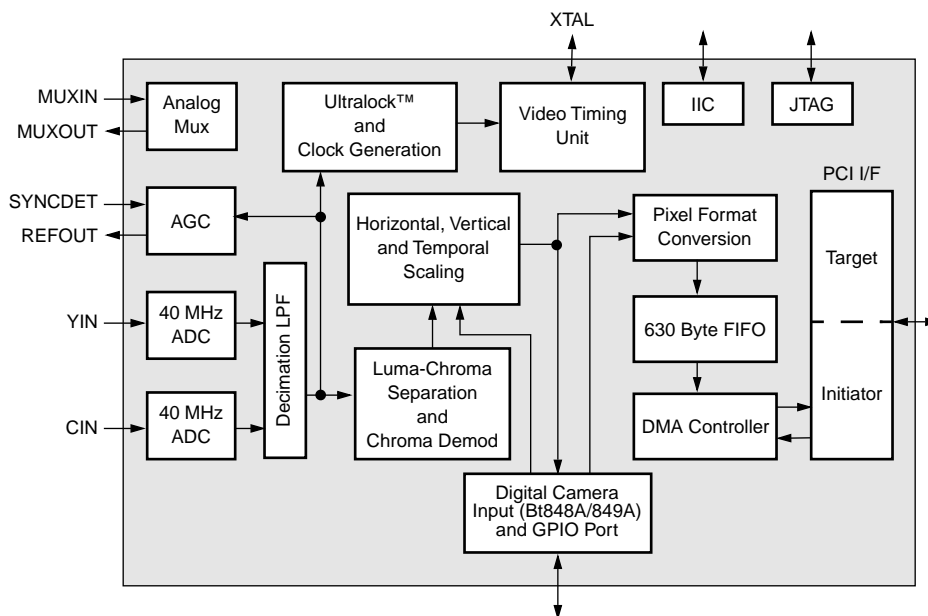 XTAL
MUXIN
MUXOUT
Analog
Mux
Ultralock™
and
Clock Generation
Video Timing
Unit
IIC
JTAG
SYNCDET
REFOUT
AGC
Horizontal, Vertical
and Temporal
Scaling
Pixel Format
Conversion
PCI I/F
Target
Initiator
YIN
40 MHz
ADC
Decimation LPF
630 Byte FIFO
CIN
40 MHz
ADC
Luma-Chroma
Separation
and
Chroma Demod
DMA Controller
Digital Camera
Input (Bt848A/849A)
and GPIO Port